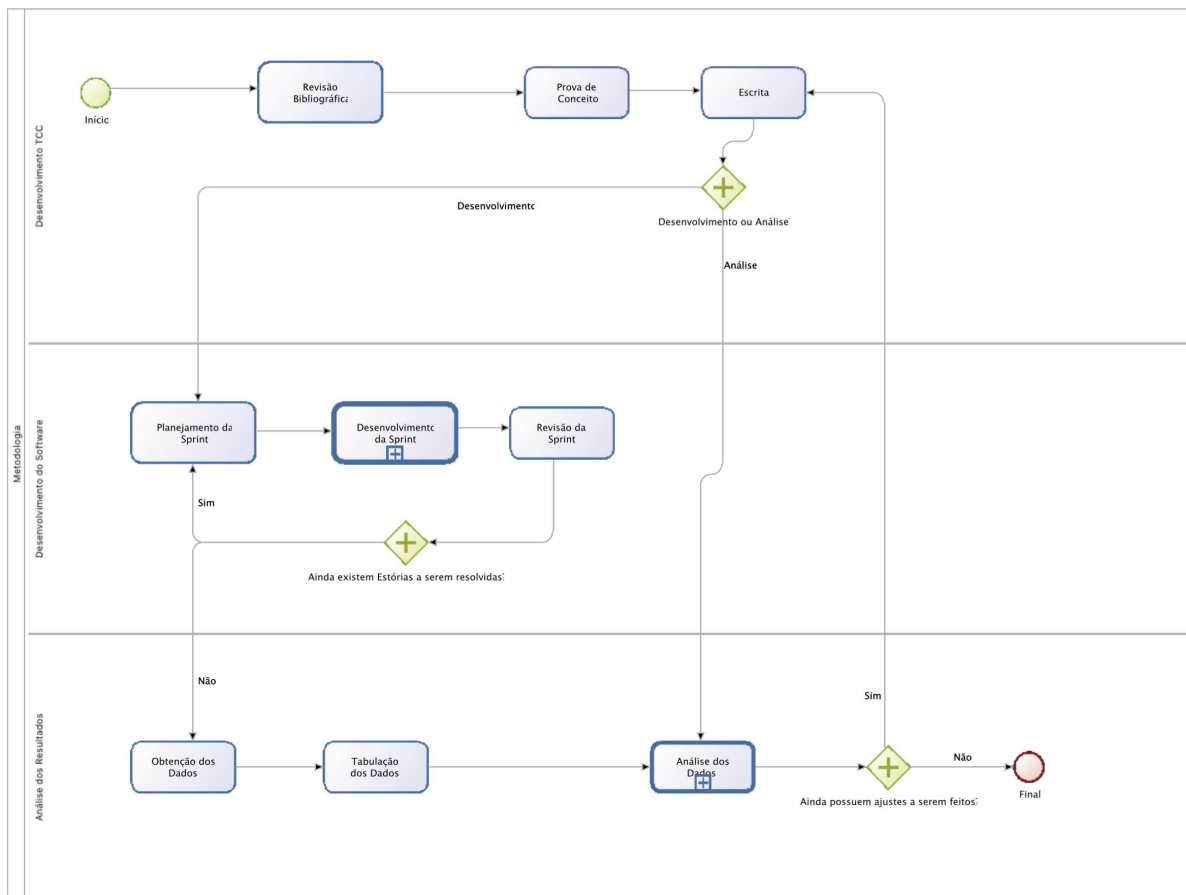 Metodologia
Desenvolvimento TCC
Iníc
Revisão
Bibliográfica
Prova de
Conceito
Escrita
Desenvolvimento ou Análise
Desenvolvimento
Análise
Desenvolvimento do Software
Planejamento da
Sprint
Desenvolvimento
da Sprint
Revisão da
Sprint
Sim
Ainda existem Estórias a serem resolvidas?
Análise dos Resultados
Não
Obtenção dos
Dados
Tabulação
dos Dados
Análise dos
Dados
Sim
Não
Ainda possuem ajustes a serem feitos?
Final